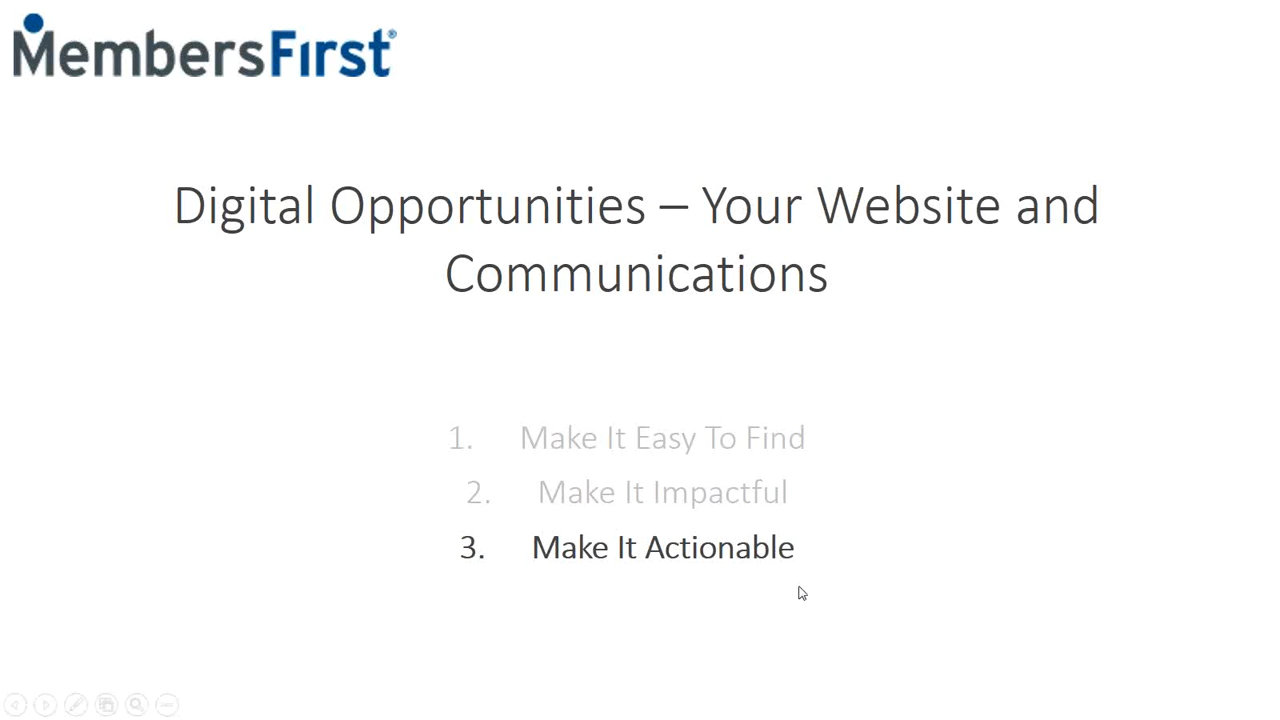 MembersFirst®
Digital Opportunities – Your Website and
Communications
1. Make It Easy To Find
2. Make It Impactful
3. Make It Actionable